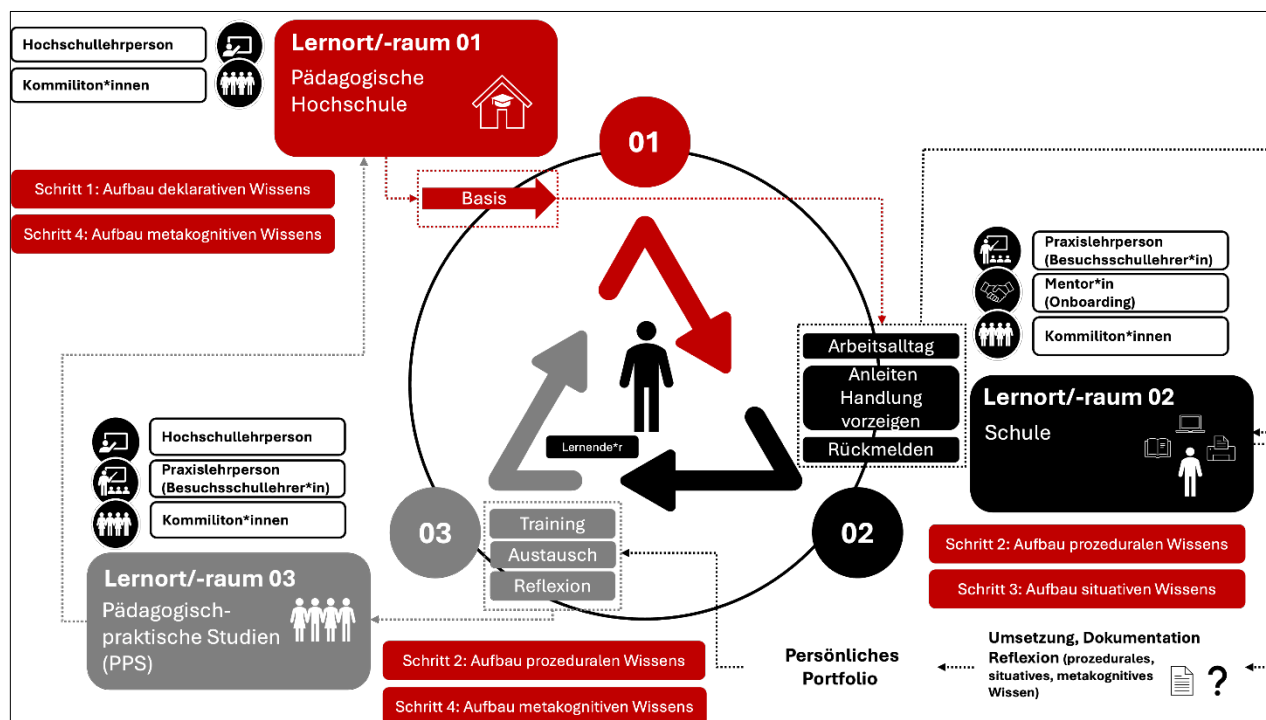 Hochschullehrperson
Kommiliton*innen
Lernort/-raum 01
Pädagogische
Hochschule
01
Schritt 1: Aufbau deklarativen Wissens
Schritt 4: Aufbau metakognitiven Wissens
Basis
Praxislehrperson
(Besuchsschullehrer*in)
Mentor*in
(Onboarding)
Kommiliton*innen
Arbeitsalltag
Anleiten
Handlung
vorzeigen
Rückmelden
Lernort/-raum 02
Schule
Lernende*r
Hochschullehrperson
Praxislehrperson
(Besuchsschullehrer*in)
Kommiliton*innen
03
Training
Austausch
Reflexion
02
Schritt 2: Aufbau prozeduralen Wissens
Schritt 3: Aufbau situativen Wissens
Lernort/-raum 03
Pädagogisch-
praktische Studien
(PPS)
Schritt 2: Aufbau prozeduralen Wissens
Schritt 4: Aufbau metakognitiven Wissens
Persönliches
Portfolio
Umsetzung, Dokumentation
Reflexion (prozedurales,
situatives, metakognitives
Wissen)
?